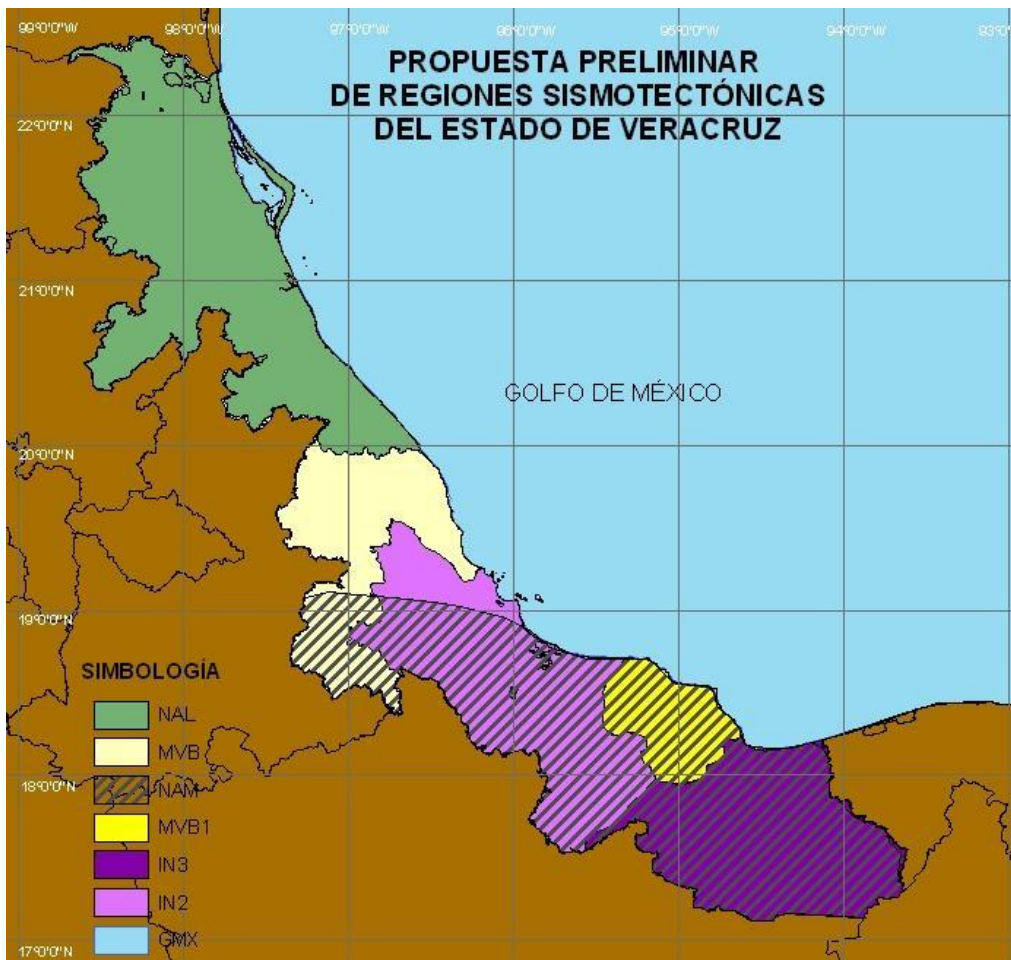 99°0'0"W
98°0'0"W
97°0'0"W
96°0'0"W
95°0'0"W
94°0'0"W
93°0'
PROPUESTA PRELIMINAR
DE REGIONES SISMOTECTÓNICAS
DEL ESTADO DE VERACRUZ
22°0'0"N
21°0'0"N
GOLFO DE MÉXICO
20°0'0"N
19°0'0"N
SIMBOLOGÍA
NAL
MVB
18°0'0"N
NAM
MVB1
IN3
IN2
GMX
17°0'0"N